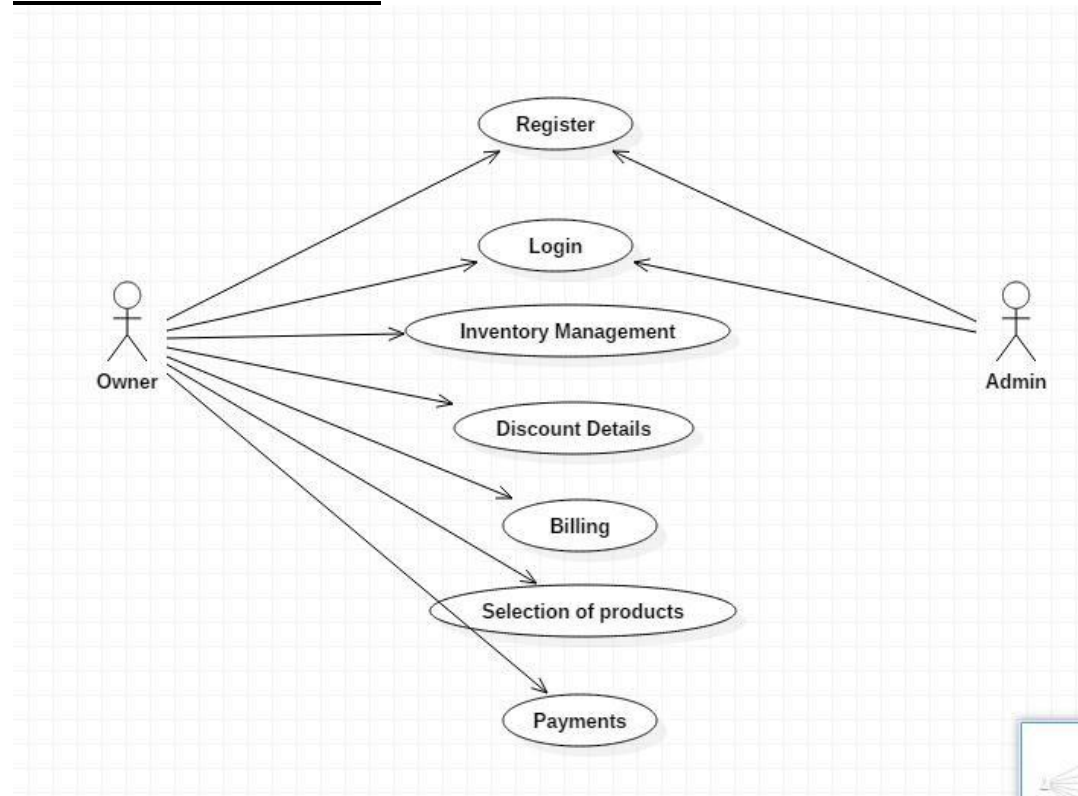 Register
Login
Inventory Management
Owner
Admin
Discount Details
Billing
Selection of products
Payments